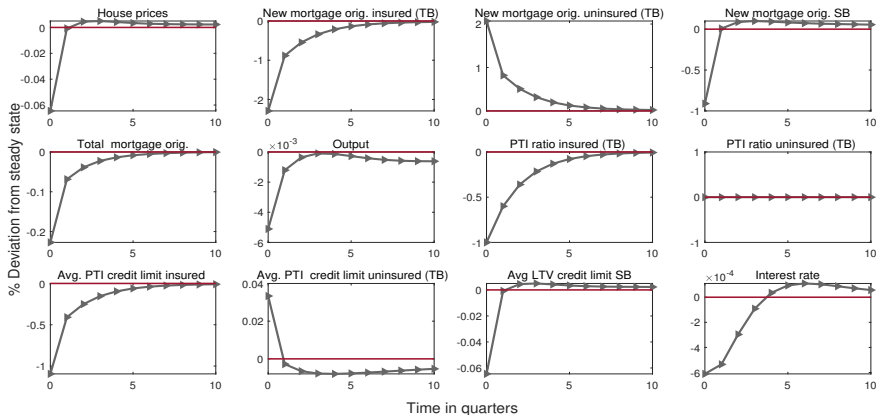 House prices
New mortgage orig. insured (TB)
New mortgage orig. uninsured (TB)
New mortgage orig. SB
0.005
0
-0.02
-0.04
-0.06
0 5 10
0
-1
-2
0 5 10
2
1
0
0 5 10
0
-0.5
-1
0 5 10
Total mortgage orig.
Output
PTI ratio insured (TB)
PTI ratio uninsured (TB)
0
-0.1
-0.2
0 5 10
×10⁻³
0
-2
-4
-6
0 5 10
0
-0.5
-1
0 5 10
1
0
-1
0 5 10
Avg. PTI credit limit insured
Avg. PTI credit limit uninsured (TB)
Avg LTV credit limit SB
Interest rate
0
-0.5
-1
0 5 10
0.04
0.02
0
0 5 10
0.005
0
-0.02
-0.04
-0.06
0 5 10
×10⁻⁴
0
-2
-4
-6
0 5 10
% Deviation from steady state
Time in quarters